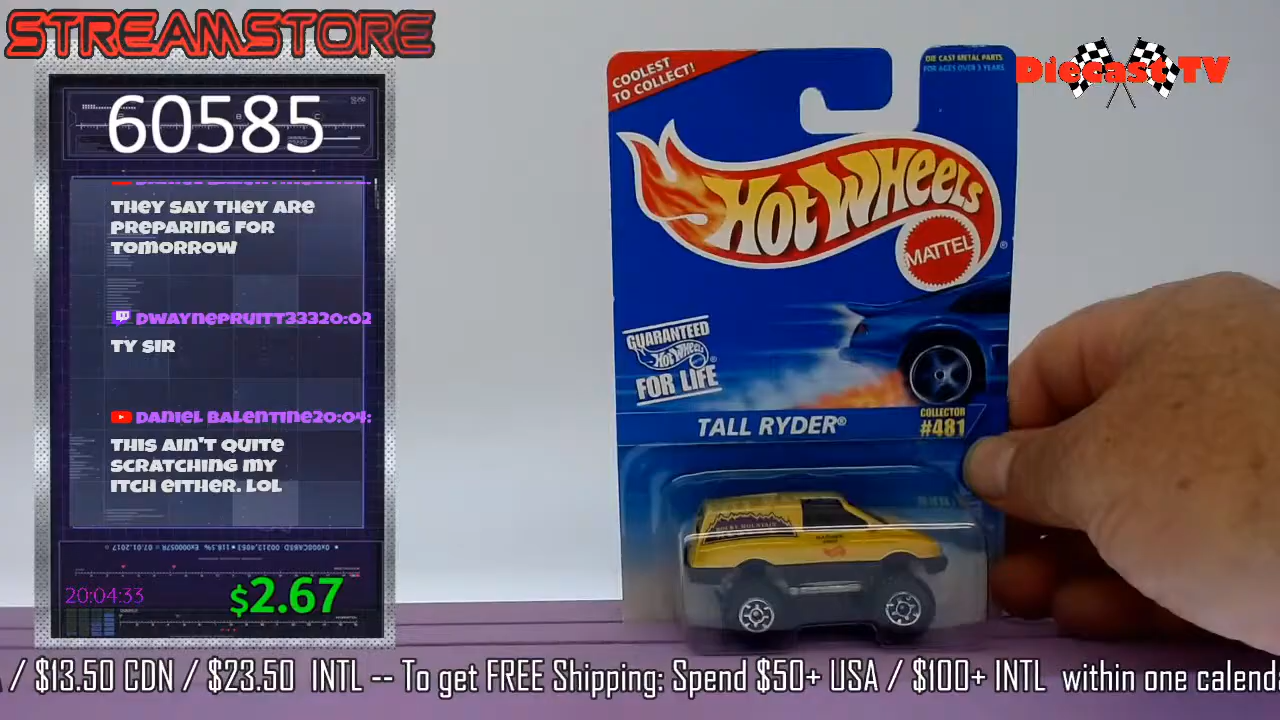 STREAMSTORE
60585
THEY SAY THEY ARE
PREPARING FOR
TOMORROW
DWAYNEPRUITT33320:02
TY SIR
DANIEL BALENTINE20:04:
THIS AIN'T QUITE
SCRATCHING MY
ITCH EITHER. LOL
20:04:33
$2.67
COOLEST
TO COLLECT!
DIE CAST METAL PARTS
FOR AGES OVER 3 YEARS
Diecast TV
HOT WHEELS
MATTEL
®
GUARANTEED
HOT WHEELS
®
FOR LIFE
TALL RYDER®
COLLECTOR
#481
ROCKY MOUNTAIN
/ $13.50 CDN / $23.50 INTL -- To get FREE Shipping: Spend $50+ USA / $100+ INTL within one calenda